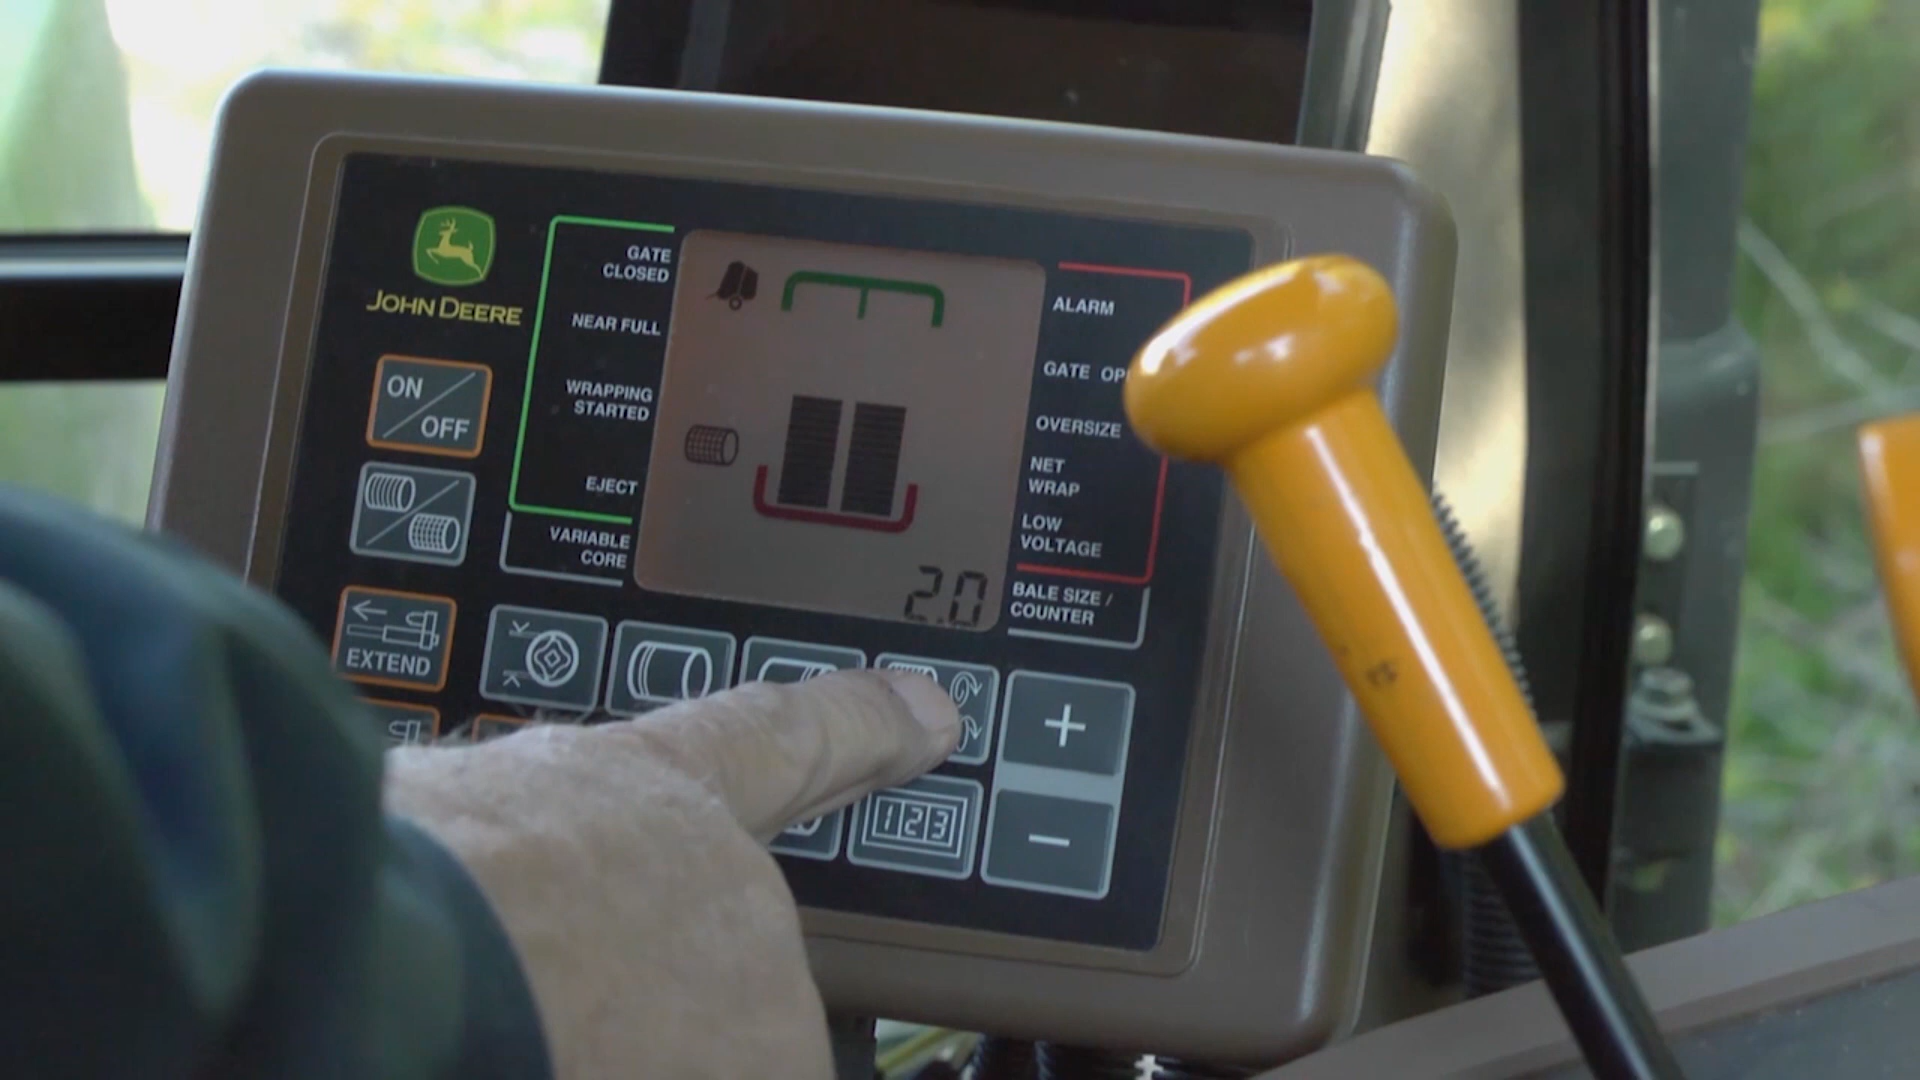 JOHN DEERE
ON
OFF
EXTEND
GATE
CLOSED
NEAR FULL
WRAPPING
STARTED
EJECT
VARIABLE
CORE
2.0
ALARM
GATE OP
OVERSIZE
NET
WRAP
LOW
VOLTAGE
BALE SIZE /
COUNTER
+
123
−